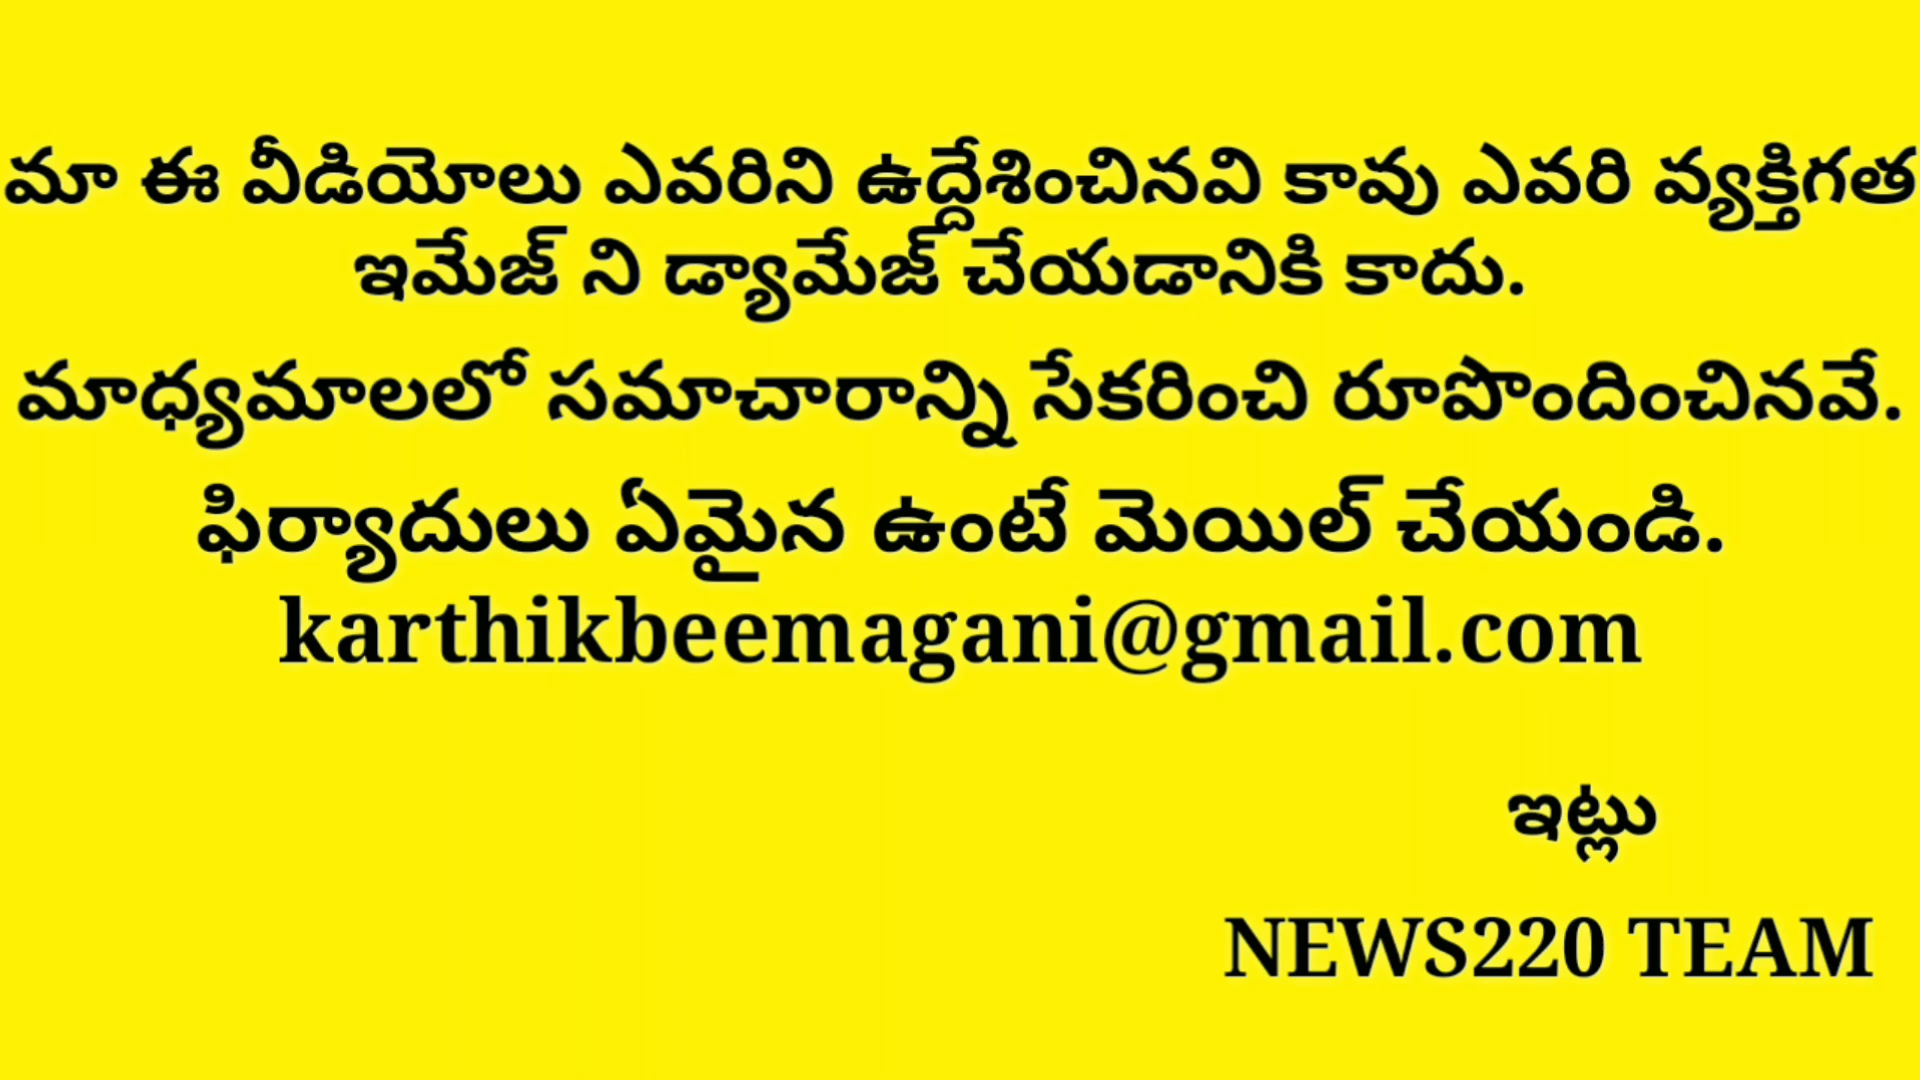 మా ఈ వీడియోలు ఎవరిని ఉద్దేశించినవి కావు ఎవరి వ్యక్తిగత
ఇమేజ్ ని డ్యామేజ్ చేయడానికి కాదు.
మాధ్యమాలలో సమాచారాన్ని సేకరించి రూపొందించినవే.
ఫిర్యాదులు ఏమైన ఉంటే మెయిల్ చేయండి.
karthikbeemagani@gmail.com
ఇట్లు
NEWS220 TEAM